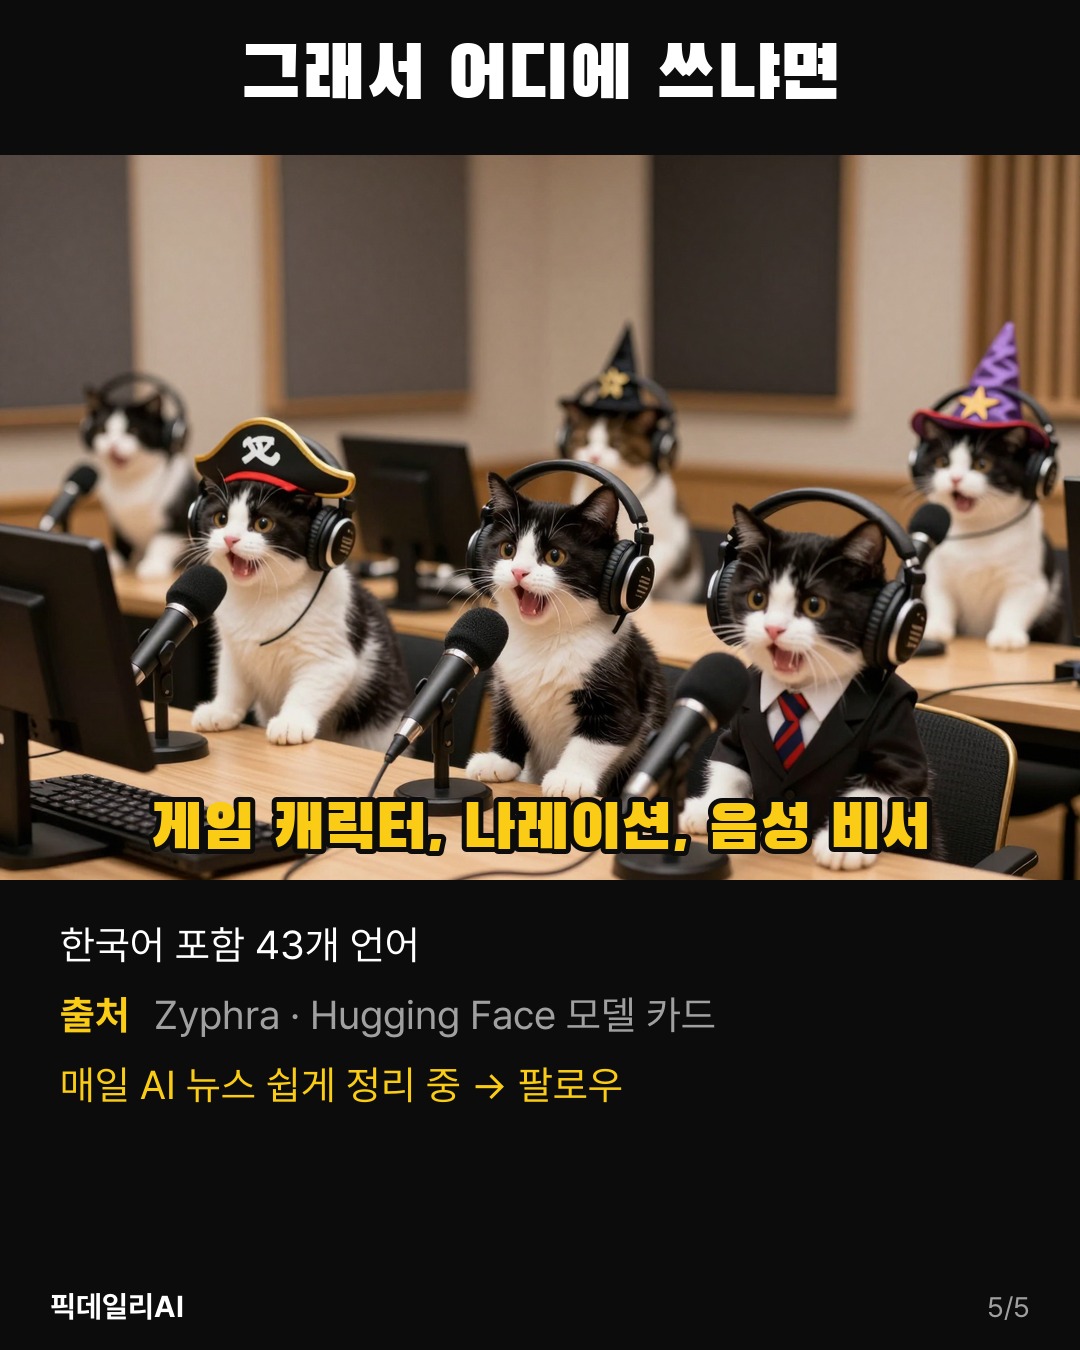 그래서 어디에 쓰냐면
게임 캐릭터, 나레이션, 음성 비서
한국어 포함 43개 언어
출처 Zyphra · Hugging Face 모델 카드
매일 AI 뉴스 쉽게 정리 중 → 팔로우
픽데일리AI
5/5